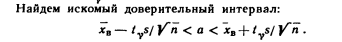 Найдем искомый доверительный интервал:
x̅в — tγs/√n̅ < a < x̅в + tγs/√n̅ .